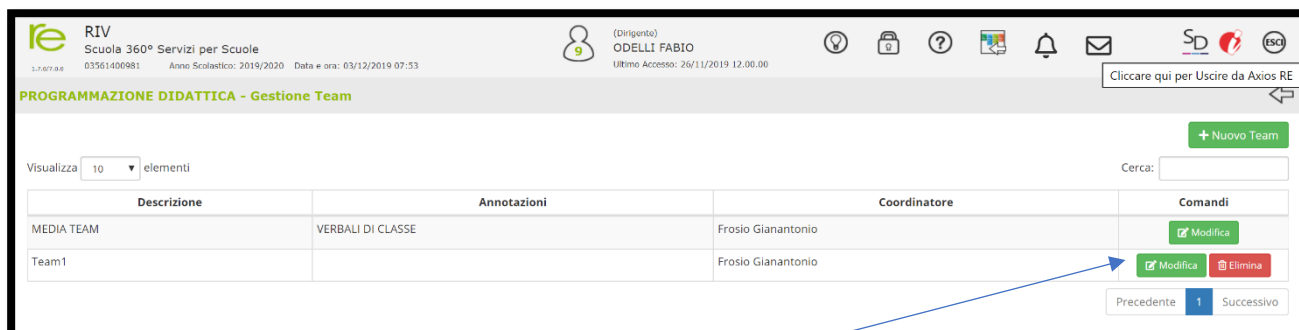 re
RIV
Scuola 360° Servizi per Scuole
1.7.0/7.0.0 03561400981 Anno Scolastico: 2019/2020 Data e ora: 03/12/2019 07:53
9
(Dirigente)
ODELLI FABIO
Ultimo Accesso: 26/11/2019 12.00.00
SD
ESCI
Cliccare qui per Uscire da Axios RE
PROGRAMMAZIONE DIDATTICA - Gestione Team
+ Nuovo Team
Visualizza 10 elementi Cerca:
Descrizione Annotazioni Coordinatore Comandi
MEDIA TEAM VERBALI DI CLASSE Frosio Gianantonio Modifica
Team1 Frosio Gianantonio Modifica Elimina
Precedente 1 Successivo